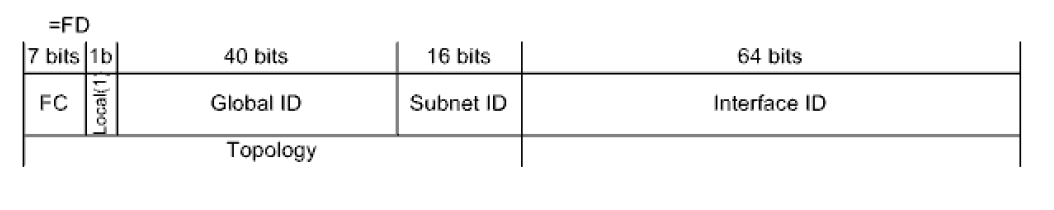 =FD
7 bits 1b 40 bits 16 bits 64 bits
FC Local(1) Global ID Subnet ID Interface ID
Topology